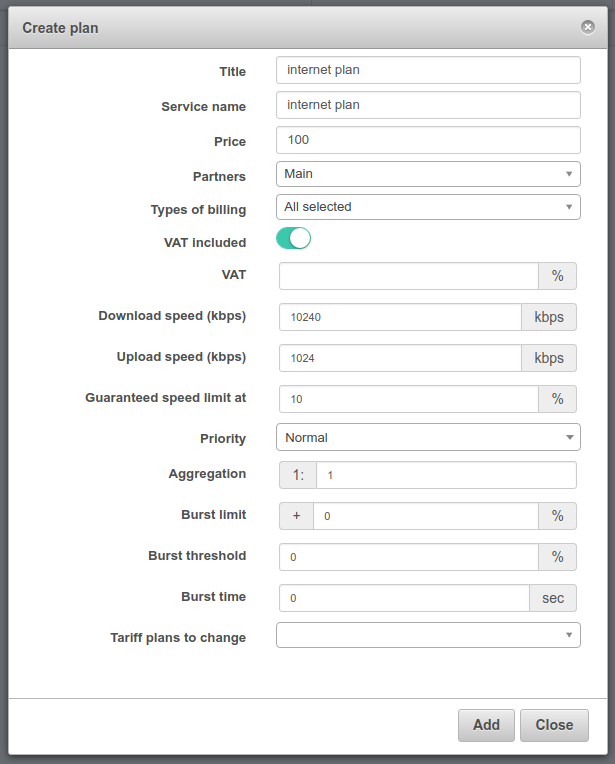 Create plan
Title internet plan
Service name internet plan
Price 100
Partners Main
Types of billing All selected
VAT included
VAT %
Download speed (kbps) 10240 kbps
Upload speed (kbps) 1024 kbps
Guaranteed speed limit at 10 %
Priority Normal
Aggregation 1: 1
Burst limit + 0 %
Burst threshold 0 %
Burst time 0 sec
Tariff plans to change
Add Close